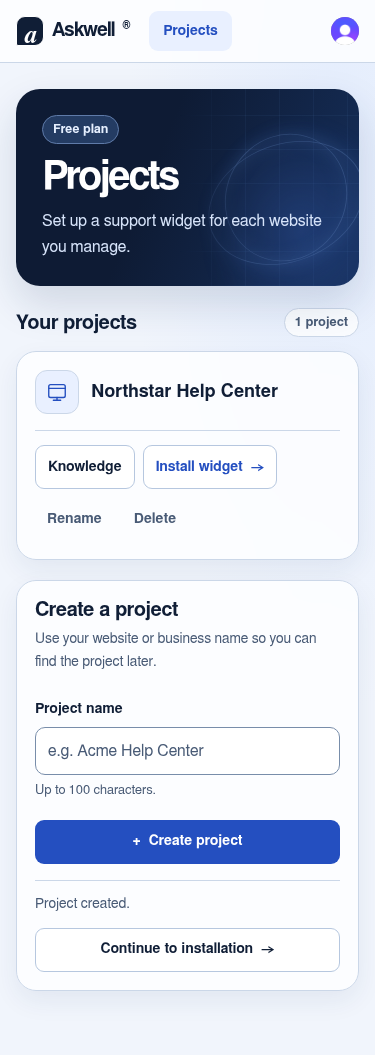 a Askwell ® Projects
Free plan
Projects
Set up a support widget for each website
you manage.
Your projects
1 project
Northstar Help Center
Knowledge
Install widget →
Rename
Delete
Create a project
Use your website or business name so you can
find the project later.
Project name
e.g. Acme Help Center
Up to 100 characters.
+ Create project
Project created.
Continue to installation →